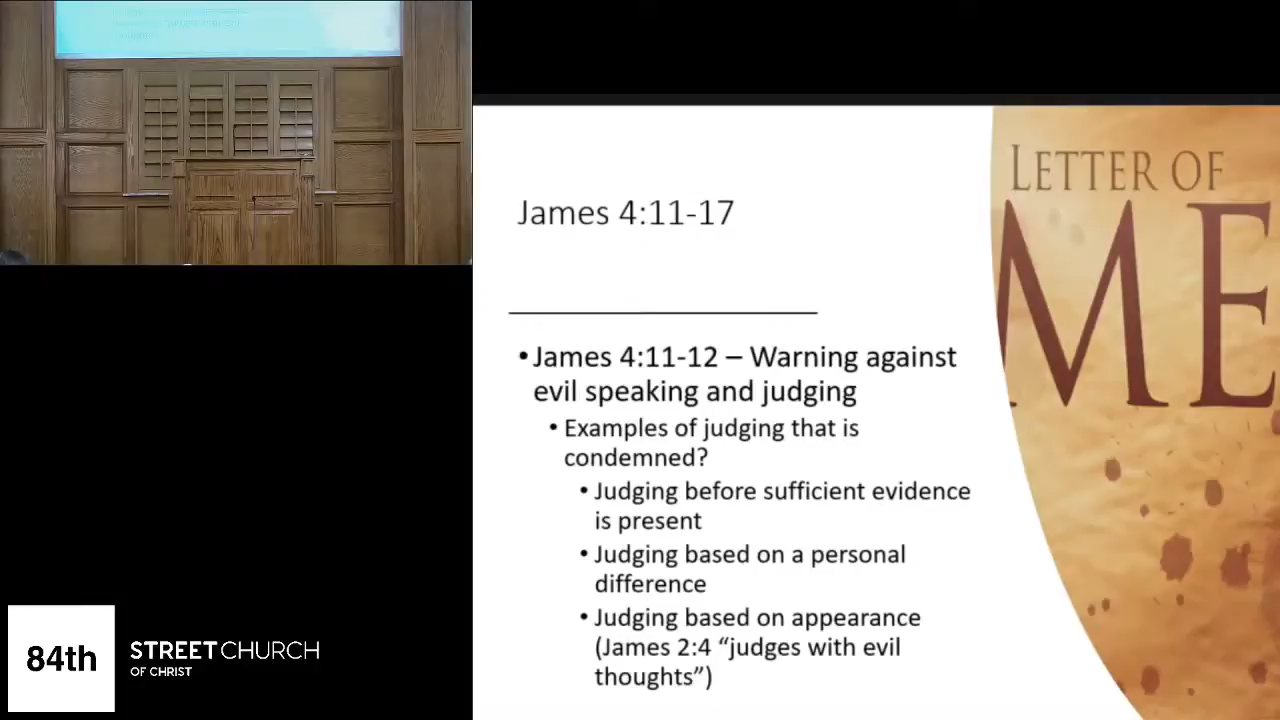 James 4:11-17
• James 4:11-12 – Warning against
evil speaking and judging
• Examples of judging that is
condemned?
• Judging before sufficient evidence
is present
• Judging based on a personal
difference
• Judging based on appearance
(James 2:4 “judges with evil
thoughts”)
LETTER OF
ME
84th
STREET CHURCH
OF CHRIST